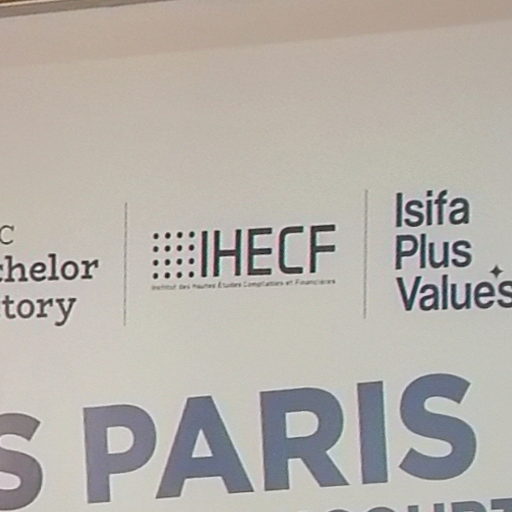 C
chelor
tory
IHECF
Institut des Hautes Études Comptables et Financières
Isifa
Plus
Values
S PARIS